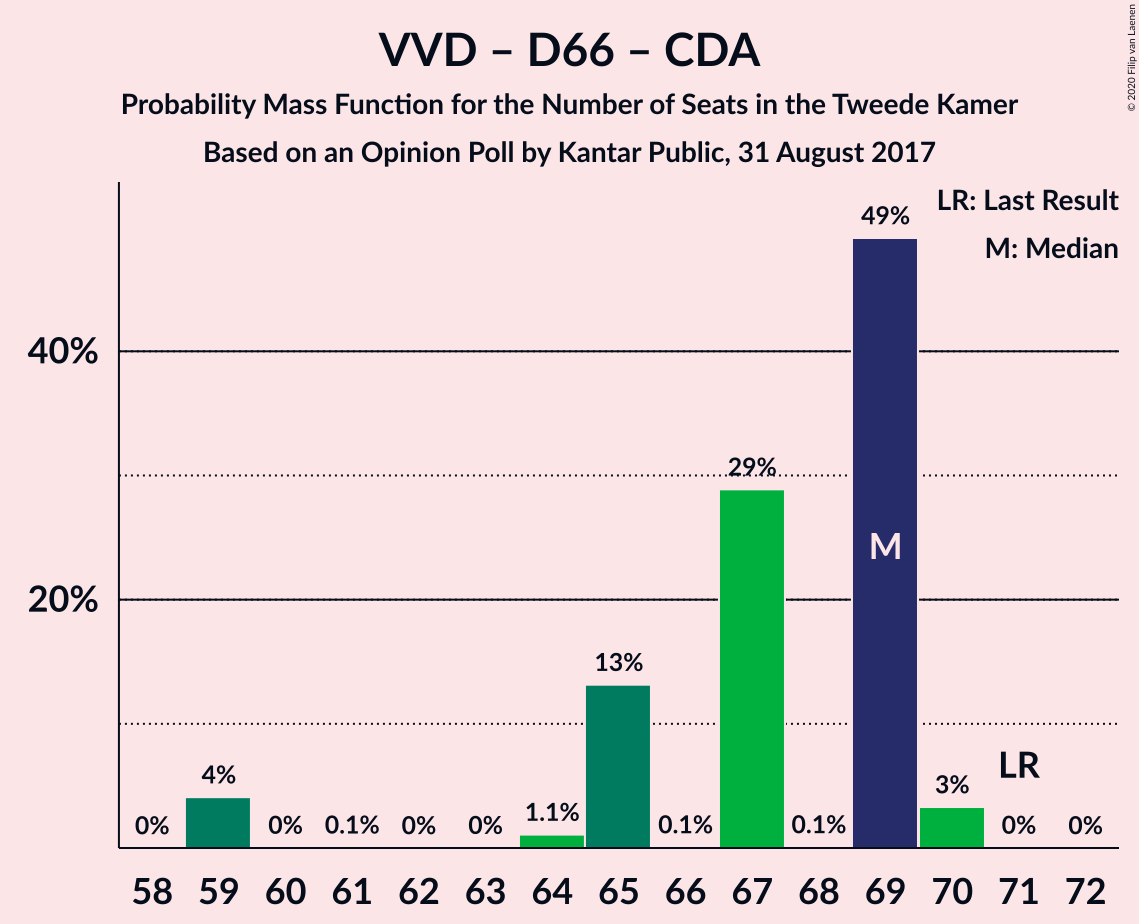 VVD – D66 – CDA
Probability Mass Function for the Number of Seats in the Tweede Kamer
Based on an Opinion Poll by Kantar Public, 31 August 2017
© 2020 Filip van Laenen
LR: Last Result
M: Median
40%
20%
0%
4%
0%
0.1%
0%
0%
1.1%
13%
0.1%
29%
0.1%
49%
M
3%
LR
0%
0%
58 59 60 61 62 63 64 65 66 67 68 69 70 71 72